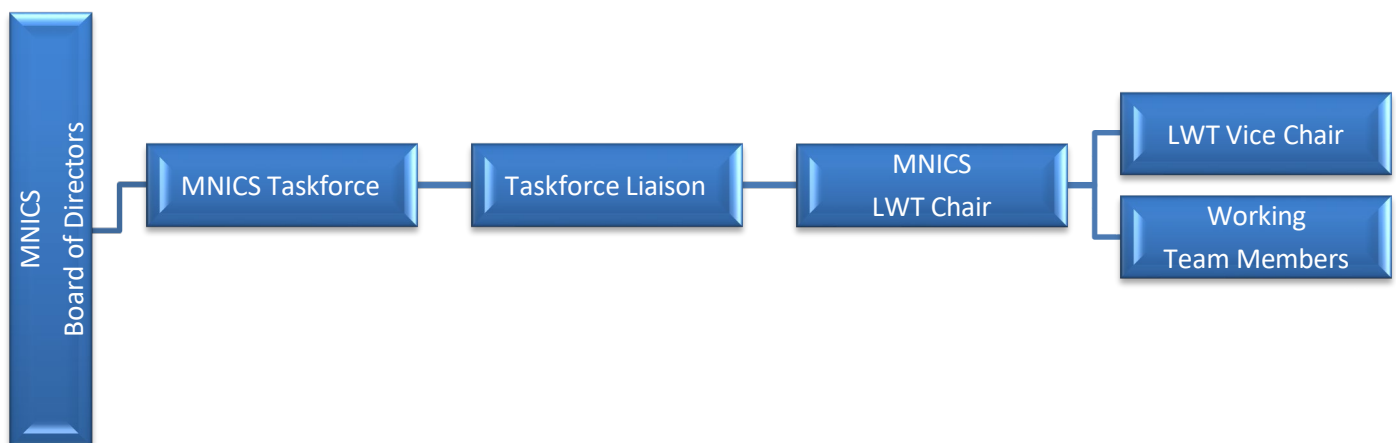 MNICS
Board of Directors
MNICS Taskforce
Taskforce Liaison
MNICS
LWT Chair
LWT Vice Chair
Working
Team Members